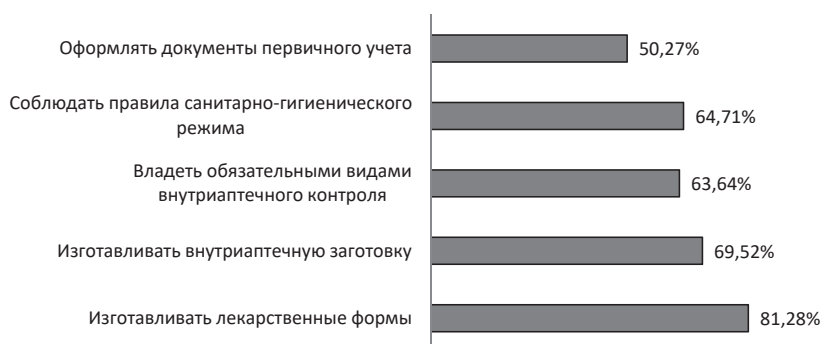 Оформлять документы первичного учета
50,27%
Соблюдать правила санитарно-гигиенического
режима
64,71%
Владеть обязательными видами
внутриаптечного контроля
63,64%
Изготавливать внутриаптечную заготовку
69,52%
Изготавливать лекарственные формы
81,28%